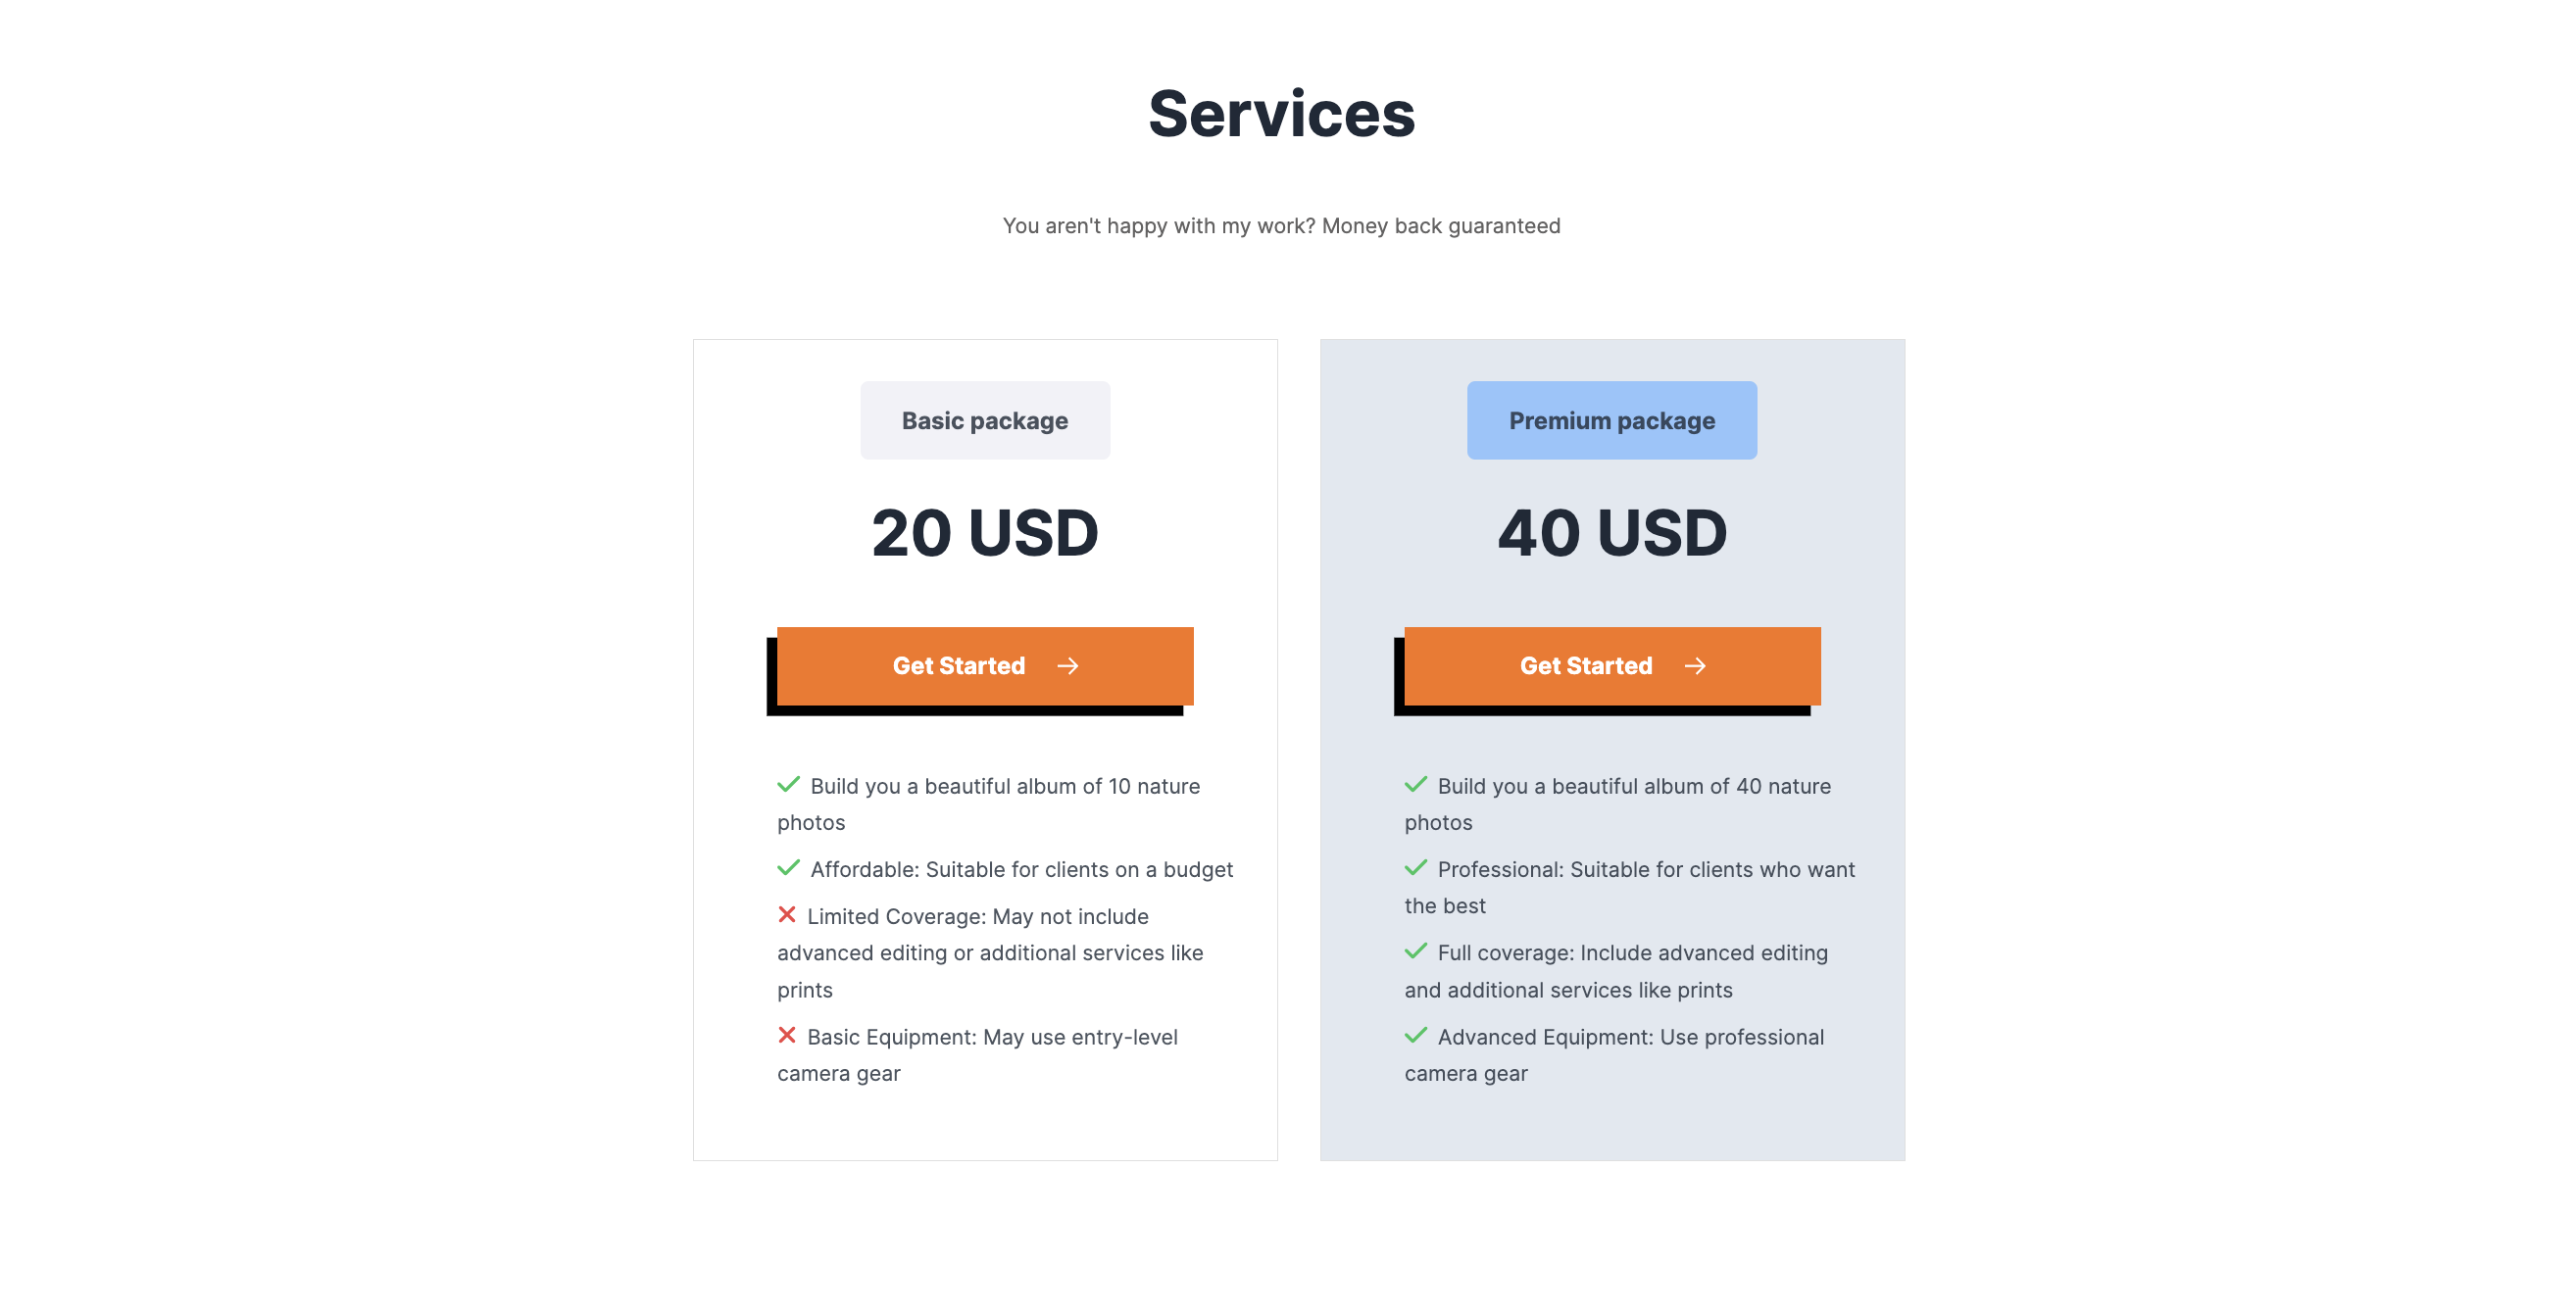 Services
You aren't happy with my work? Money back guaranteed
Basic package
20 USD
Get Started
Build you a beautiful album of 10 nature
photos
Affordable: Suitable for clients on a budget
Limited Coverage: May not include
advanced editing or additional services like
prints
Basic Equipment: May use entry-level
camera gear
Premium package
40 USD
Get Started
Build you a beautiful album of 40 nature
photos
Professional: Suitable for clients who want
the best
Full coverage: Include advanced editing
and additional services like prints
Advanced Equipment: Use professional
camera gear